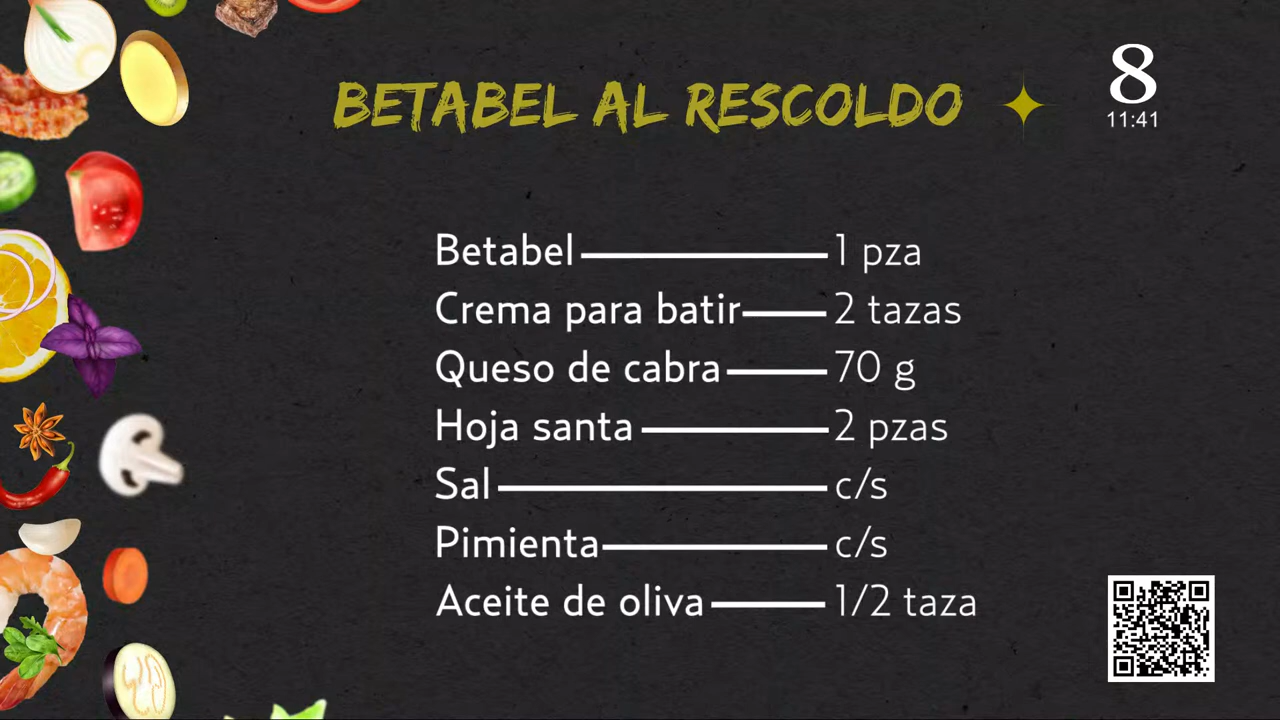 BETABEL AL RESCOLDO
8
11:41
Betabel 1 pza
Crema para batir 2 tazas
Queso de cabra 70 g
Hoja santa 2 pzas
Sal c/s
Pimienta c/s
Aceite de oliva 1/2 taza